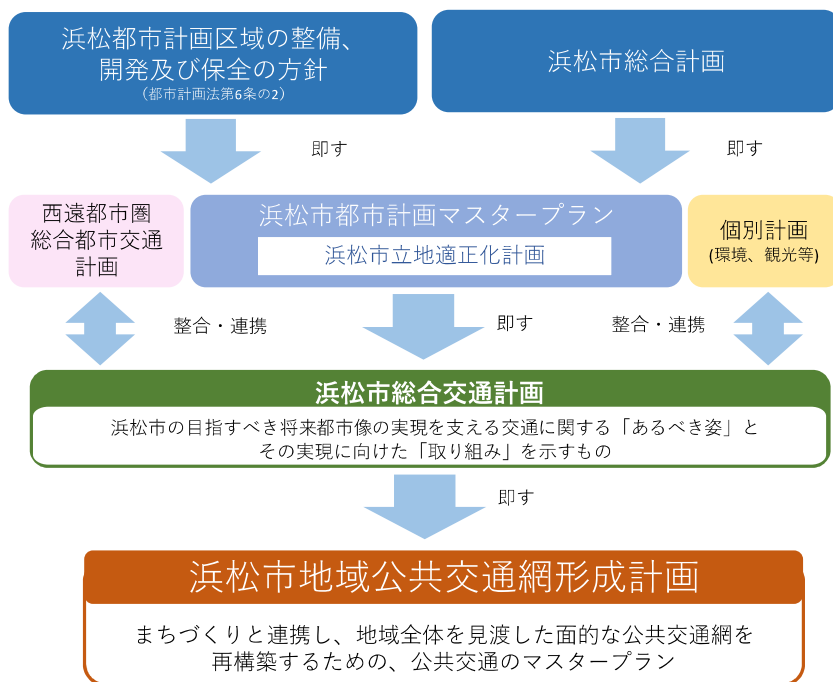 浜松都市計画区域の整備、
開発及び保全の方針
（都市計画法第6条の2）
浜松市総合計画
即す
即す
西遠都市圏
総合都市交通
計画
浜松市都市計画マスタープラン
浜松市立地適正化計画
個別計画
(環境、観光等)
整合・連携
即す
整合・連携
浜松市総合交通計画
浜松市の目指すべき将来都市像の実現を支える交通に関する「あるべき姿」と
その実現に向けた「取り組み」を示すもの
即す
浜松市地域公共交通網形成計画
まちづくりと連携し、地域全体を見渡した面的な公共交通網を
再構築するための、公共交通のマスタープラン